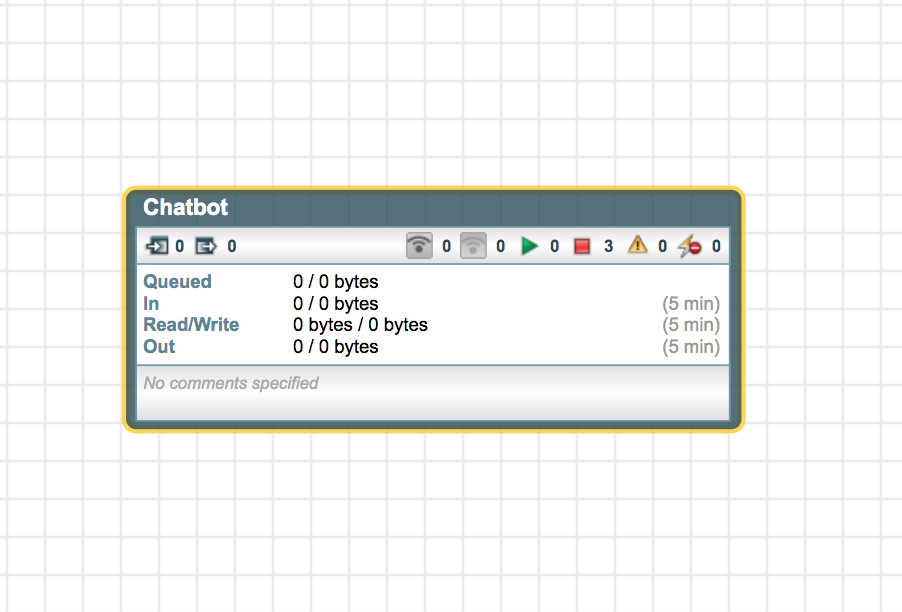 Chatbot
0 0 0 0 0 3 0 0
Queued 0 / 0 bytes
In 0 / 0 bytes (5 min)
Read/Write 0 bytes / 0 bytes (5 min)
Out 0 / 0 bytes (5 min)
No comments specified